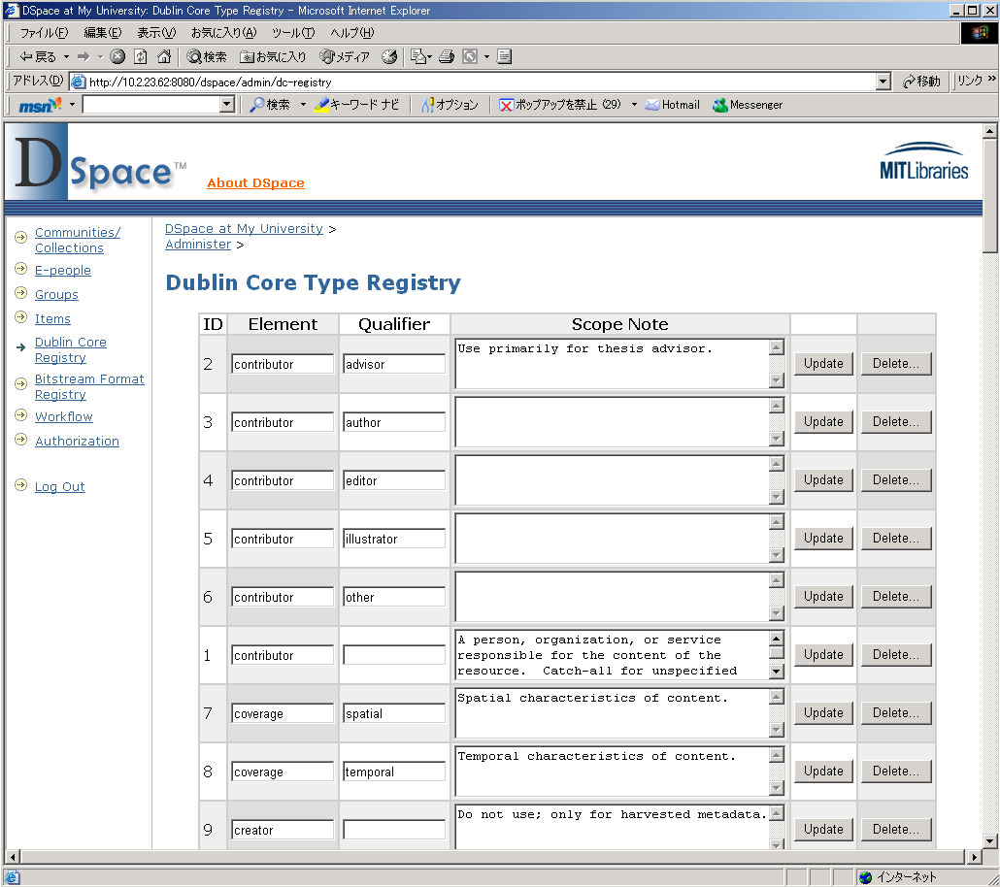 DSpace at My University: Dublin Core Type Registry - Microsoft Internet Explorer
ファイル(F) 編集(E) 表示(V) お気に入り(A) ツール(T) ヘルプ(H)
戻る 検索 お気に入り メディア
アドレス(D) http://10.2.23.62:8080/dspace/admin/dc-registry 移動 リンク »
msn 検索 キーワード ナビ オプション ポップアップを禁止 (29) Hotmail Messenger
DSpace™ About DSpace MITLibraries
DSpace at My University >
Administer >
Communities/
Collections
E-people
Groups
Items
Dublin Core
Registry
Bitstream Format
Registry
Workflow
Authorization
Log Out
Dublin Core Type Registry
ID Element Qualifier Scope Note
2 contributor advisor Use primarily for thesis advisor. Update Delete...
3 contributor author Update Delete...
4 contributor editor Update Delete...
5 contributor illustrator Update Delete...
6 contributor other Update Delete...
1 contributor A person, organization, or service Update Delete...
responsible for the content of the
resource.  Catch-all for unspecified
7 coverage spatial Spatial characteristics of content. Update Delete...
8 coverage temporal Temporal characteristics of content. Update Delete...
9 creator Do not use; only for harvested metadata. Update Delete...
インターネット